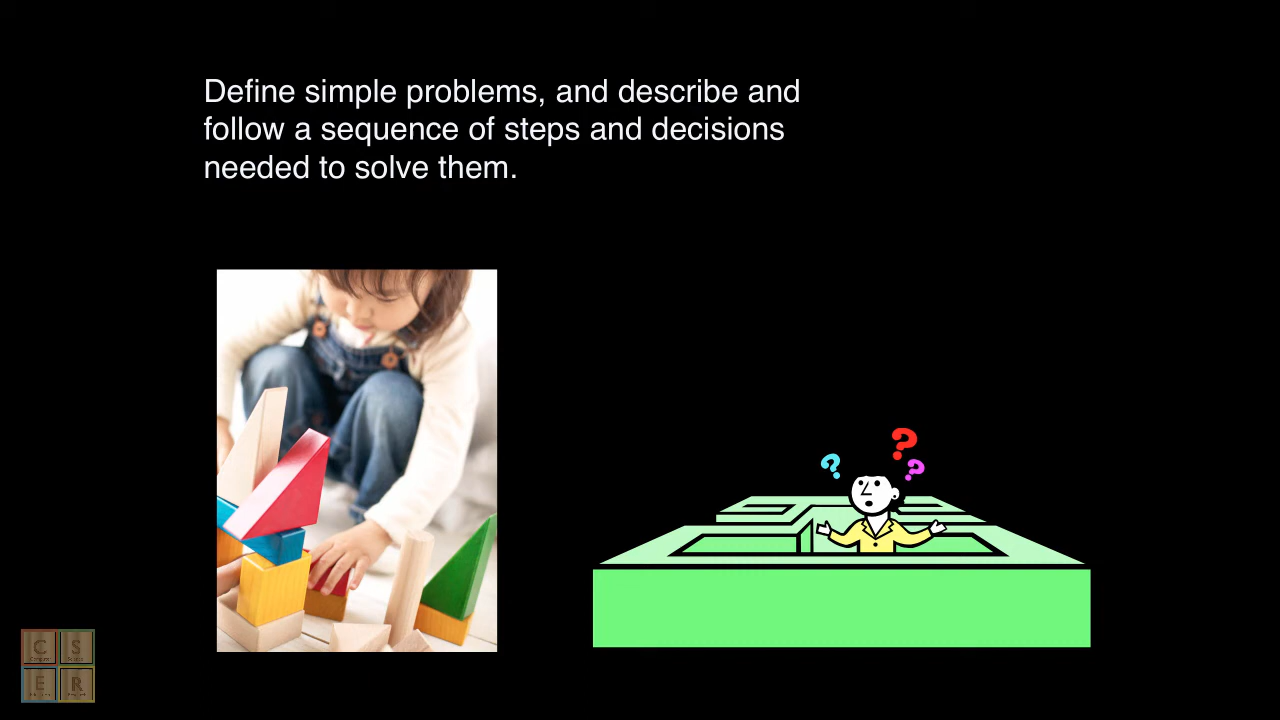 Define simple problems, and describe and
follow a sequence of steps and decisions
needed to solve them.
? ? ?
C S
E R